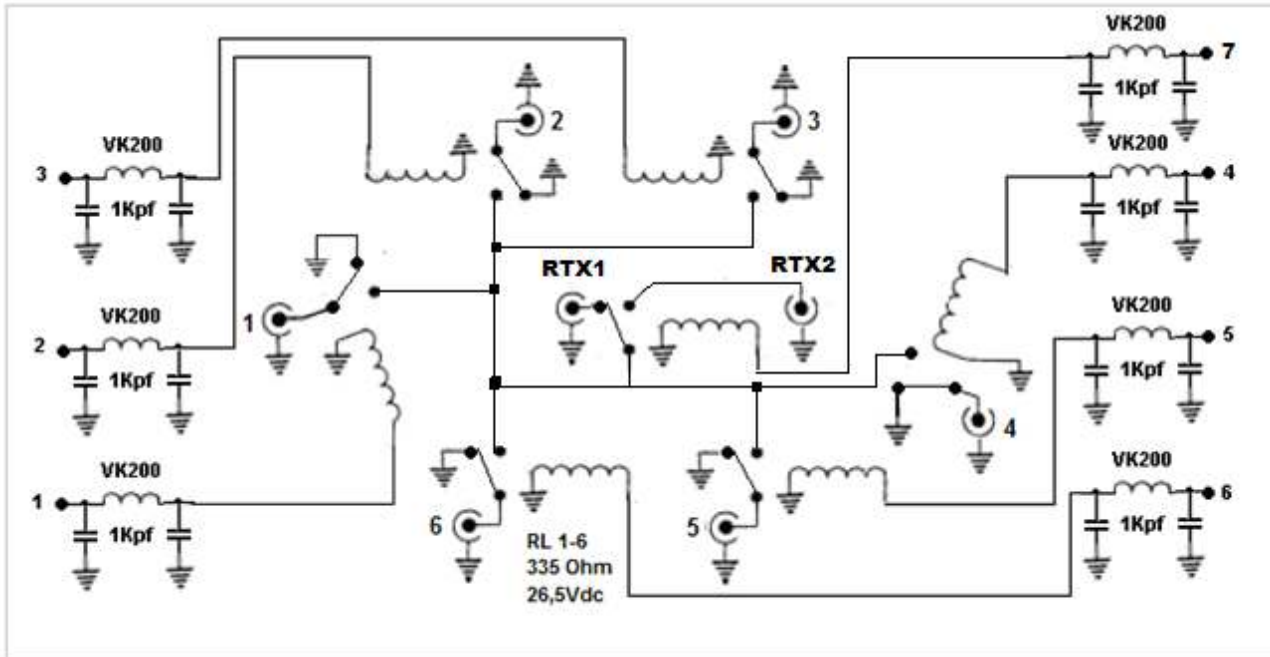 VK200
7
1Kpf
2
3
VK200
3
1Kpf
VK200
4
1Kpf
RTX1
RTX2
1
VK200
2
1Kpf
VK200
5
1Kpf
4
VK200
1
1Kpf
6
5
RL 1-6
335 Ohm
26,5Vdc
VK200
6
1Kpf